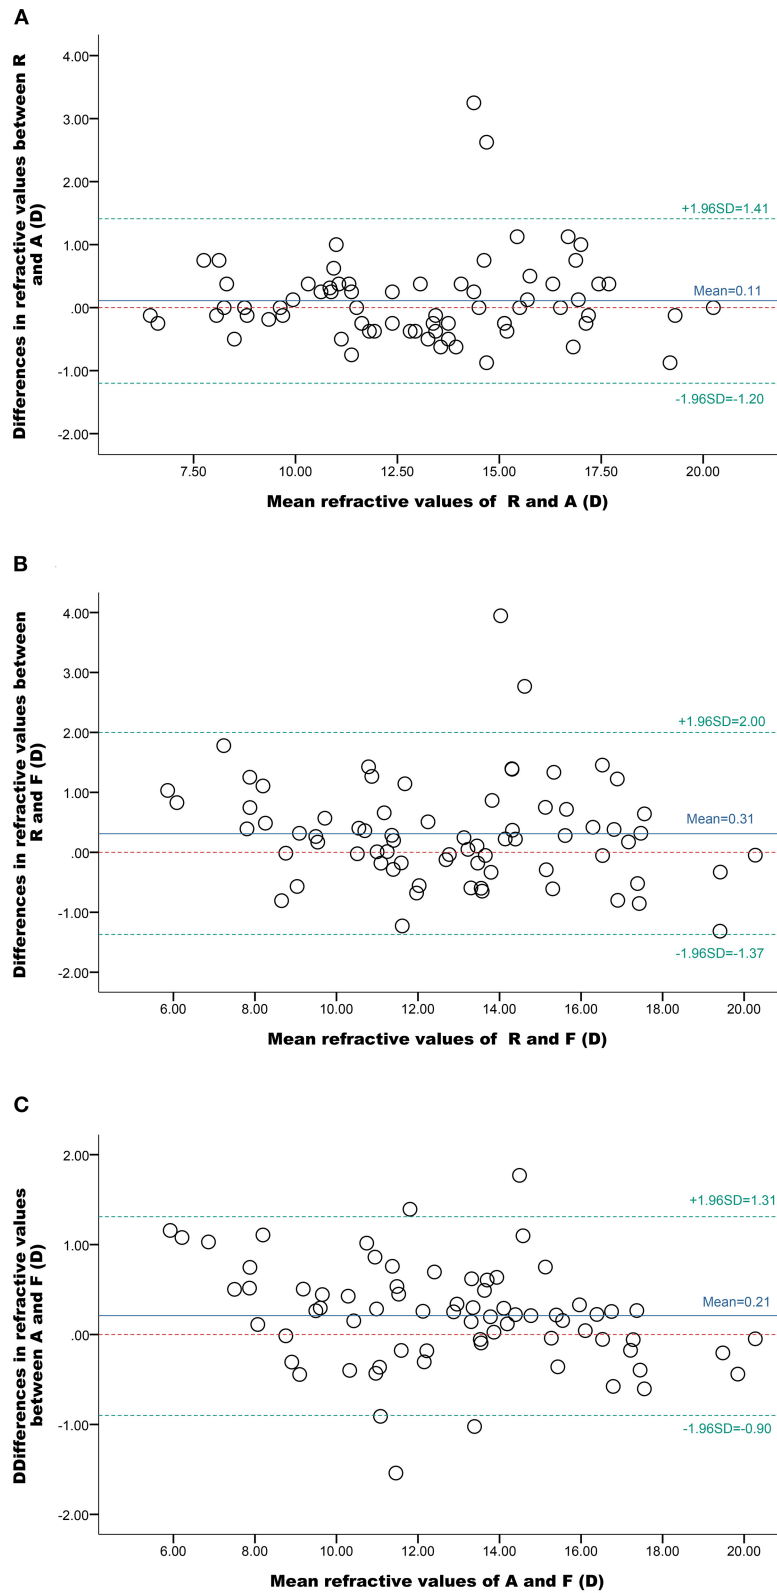 A
Differences in refractive values between R
and A (D)
4.00
3.00
2.00
1.00
.00
-1.00
-2.00
+1.96SD=1.41
Mean=0.11
-1.96SD=-1.20
7.50 10.00 12.50 15.00 17.50 20.00
Mean refractive values of R and A (D)
B
Differences in refractive values between
R and F (D)
4.00
3.00
2.00
1.00
.00
-1.00
-2.00
+1.96SD=2.00
Mean=0.31
-1.96SD=-1.37
6.00 8.00 10.00 12.00 14.00 16.00 18.00 20.00
Mean refractive values of R and F (D)
C
DDifferences in refractive values
between A and F (D)
2.00
1.00
.00
-1.00
-2.00
+1.96SD=1.31
Mean=0.21
-1.96SD=-0.90
6.00 8.00 10.00 12.00 14.00 16.00 18.00 20.00
Mean refractive values of A and F (D)